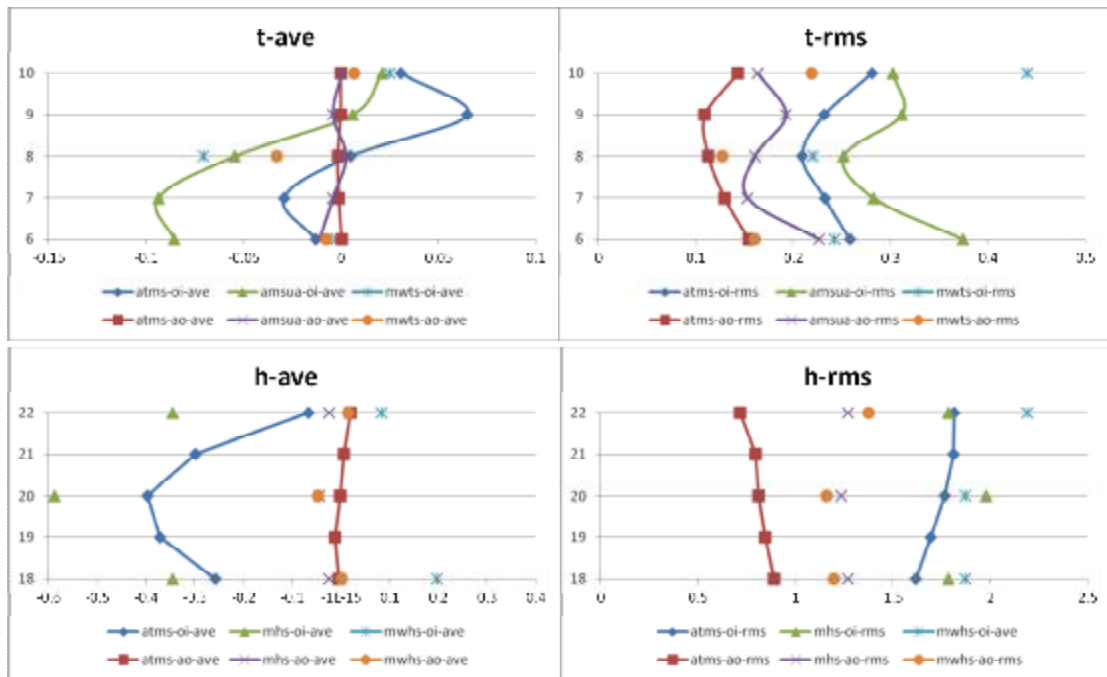 t-ave
10
9
8
7
6
-0.15 -0.1 -0.05 0 0.05 0.1
atms-oi-ave amsua-oi-ave mwts-oi-ave
atms-ao-ave amsua-ao-ave mwts-ao-ave
t-rms
10
9
8
7
6
0 0.1 0.2 0.3 0.4 0.5
atms-oi-rms amsua-oi-rms mwts-oi-rms
atms-ao-rms amsua-ao-rms mwts-ao-rms
h-ave
22
21
20
19
18
-0.6 -0.5 -0.4 -0.3 -0.1 0.1 0.2 0.3 0.4
atms-oi-ave mhs-oi-ave mwhs-oi-ave
atms-ao-ave mhs-ao-ave mwhs-ao-ave
h-rms
22
21
20
19
18
0 0.5 1 1.5 2 2.5
atms-oi-rms mhs-oi-rms mwhs-oi-ave
atms-ao-rms mhs-ao-rms mwhs-ao-rms